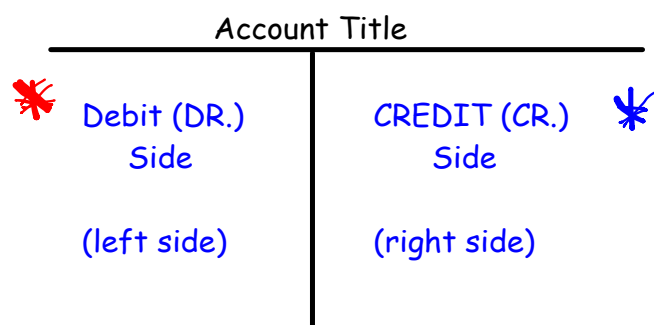 Account Title
Debit (DR.)
Side
(left side)
CREDIT (CR.)
Side
(right side)